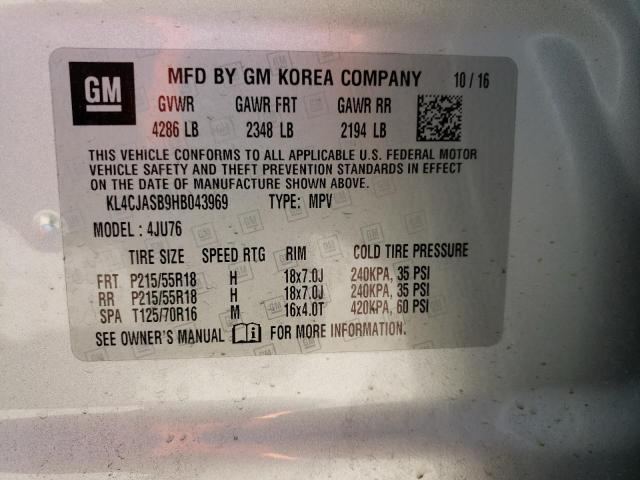 GM MFD BY GM KOREA COMPANY 10 / 16
GVWR GAWR FRT GAWR RR
4286 LB 2348 LB 2194 LB
THIS VEHICLE CONFORMS TO ALL APPLICABLE U.S. FEDERAL MOTOR
VEHICLE SAFETY AND THEFT PREVENTION STANDARDS IN EFFECT
ON THE DATE OF MANUFACTURE SHOWN ABOVE.
KL4CJASB9HB043969 TYPE: MPV
MODEL : 4JU76
TIRE SIZE SPEED RTG RIM COLD TIRE PRESSURE
FRT P215/55R18 H 18x7.0J 240KPA, 35 PSI
RR P215/55R18 H 18x7.0J 240KPA, 35 PSI
SPA T125/70R16 M 16x4.0T 420KPA, 60 PSI
SEE OWNER'S MANUAL FOR MORE INFORMATION.